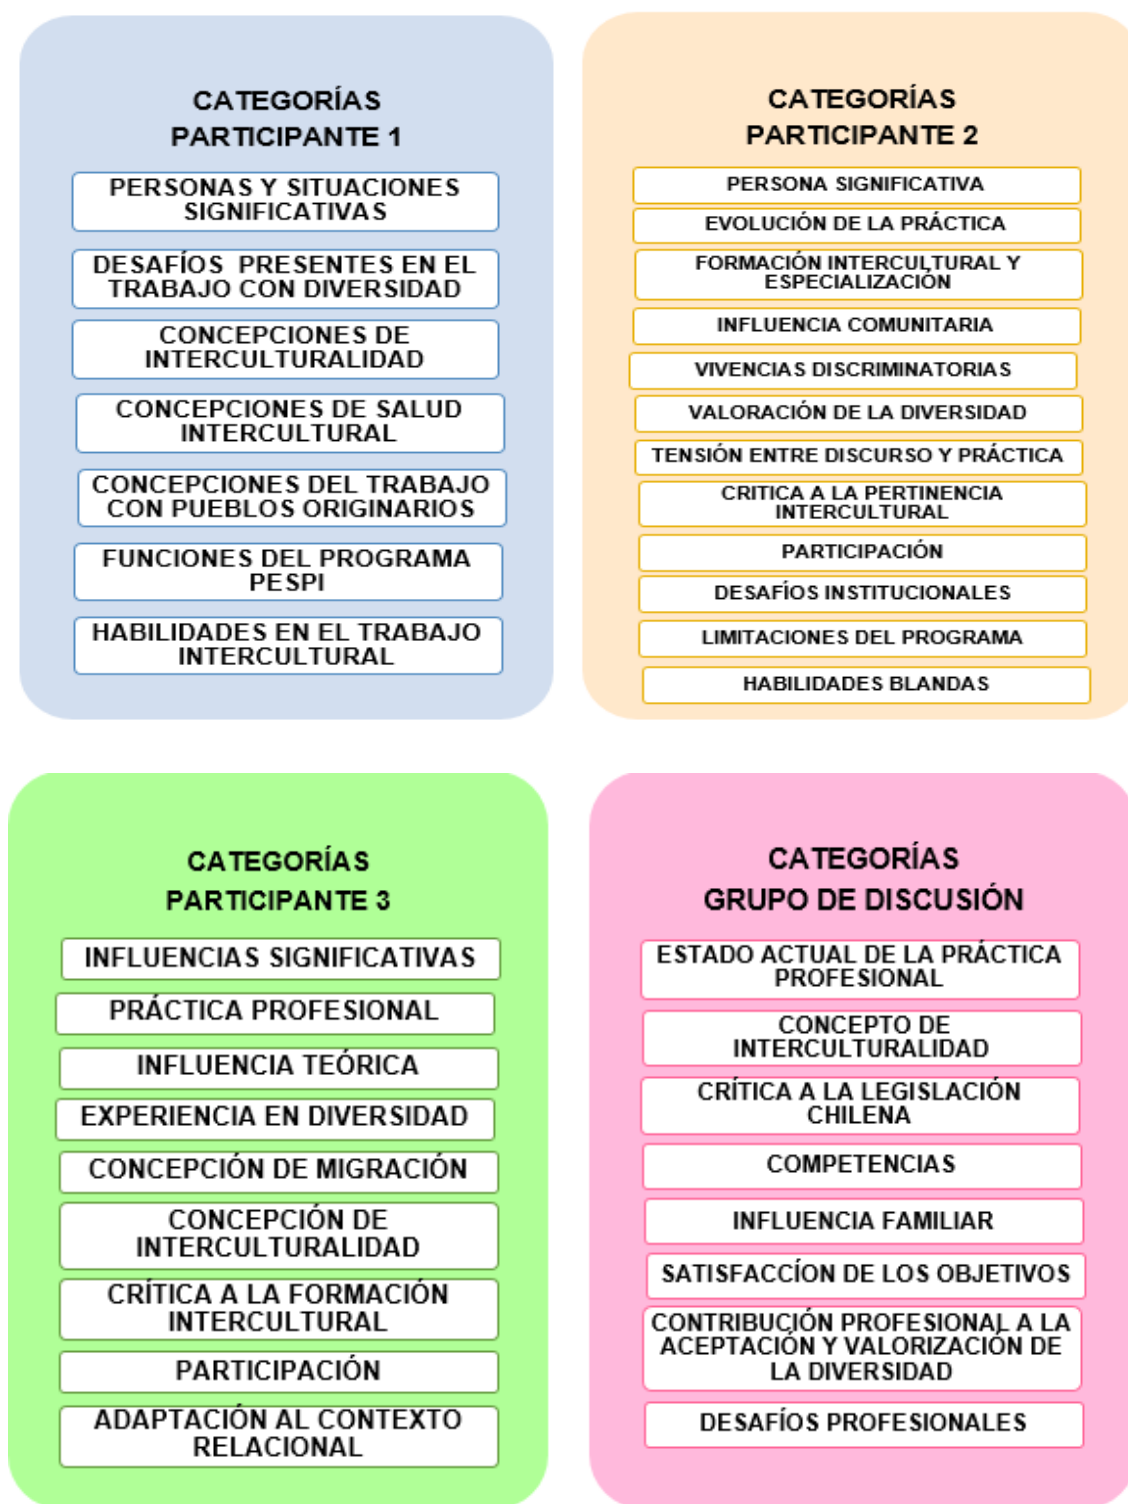 CATEGORÍAS
PARTICIPANTE 1
PERSONAS Y SITUACIONES
SIGNIFICATIVAS
DESAFÍOS PRESENTES EN EL
TRABAJO CON DIVERSIDAD
CONCEPCIONES DE
INTERCULTURALIDAD
CONCEPCIONES DE SALUD
INTERCULTURAL
CONCEPCIONES DEL TRABAJO
CON PUEBLOS ORIGINARIOS
FUNCIONES DEL PROGRAMA
PESPI
HABILIDADES EN EL TRABAJO
INTERCULTURAL
CATEGORÍAS
PARTICIPANTE 2
PERSONA SIGNIFICATIVA
EVOLUCIÓN DE LA PRÁCTICA
FORMACIÓN INTERCULTURAL Y
ESPECIALIZACIÓN
INFLUENCIA COMUNITARIA
VIVENCIAS DISCRIMINATORIAS
VALORACIÓN DE LA DIVERSIDAD
TENSIÓN ENTRE DISCURSO Y PRÁCTICA
CRITICA A LA PERTINENCIA
INTERCULTURAL
PARTICIPACIÓN
DESAFÍOS INSTITUCIONALES
LIMITACIONES DEL PROGRAMA
HABILIDADES BLANDAS
CATEGORÍAS
PARTICIPANTE 3
INFLUENCIAS SIGNIFICATIVAS
PRÁCTICA PROFESIONAL
INFLUENCIA TEÓRICA
EXPERIENCIA EN DIVERSIDAD
CONCEPCIÓN DE MIGRACIÓN
CONCEPCIÓN DE
INTERCULTURALIDAD
CRÍTICA A LA FORMACIÓN
INTERCULTURAL
PARTICIPACIÓN
ADAPTACIÓN AL CONTEXTO
RELACIONAL
CATEGORÍAS
GRUPO DE DISCUSIÓN
ESTADO ACTUAL DE LA PRÁCTICA
PROFESIONAL
CONCEPTO DE
INTERCULTURALIDAD
CRÍTICA A LA LEGISLACIÓN
CHILENA
COMPETENCIAS
INFLUENCIA FAMILIAR
SATISFACCÍON DE LOS OBJETIVOS
CONTRIBUCIÓN PROFESIONAL A LA
ACEPTACIÓN Y VALORIZACIÓN DE
LA DIVERSIDAD
DESAFÍOS PROFESIONALES